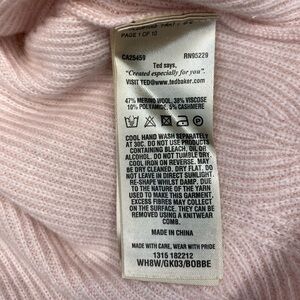 PAGE 1 OF 10
CA25459 RN95229
Ted says,
"Created especially for you".
VISIT TED@www.tedbaker.com
47% MERINO WOOL, 38% VISCOSE
10% POLYAMIDE, 5% CASHMERE
COOL HAND WASH SEPARATELY
AT 30C. DO NOT USE PRODUCTS
CONTAINING BLEACH, OIL OR
ALCOHOL. DO NOT TUMBLE DRY.
COOL IRON ON REVERSE. MAY
BE DRY CLEANED. DRY FLAT. DO
NOT LEAVE IN DIRECT SUNLIGHT.
RE-SHAPE WHILST DAMP. DUE
TO THE NATURE OF THE YARN
USED TO MAKE THIS GARMENT,
EXCESS FIBRES MAY COLLECT
ON THE SURFACE. THEY CAN BE
REMOVED USING A KNITWEAR
COMB.
MADE IN CHINA
MADE WITH CARE, WEAR WITH PRIDE
1315 182212
WH8W/GK03/BOBBE